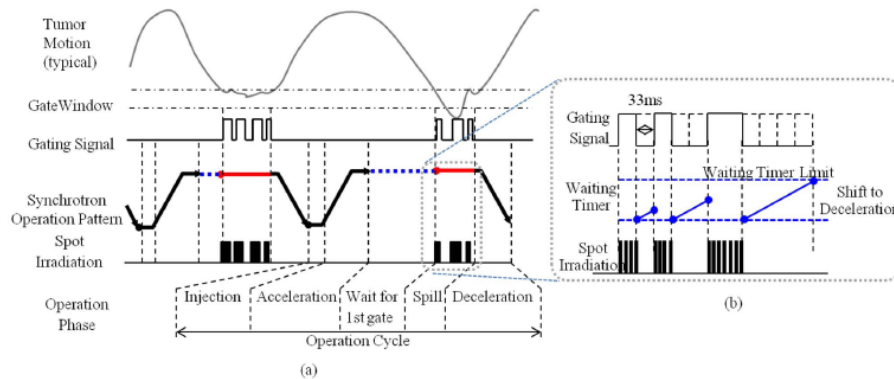 Tumor
Motion
(typical)
GateWindow
Gating Signal
Synchrotron
Operation Pattern
Spot
Irradiation
Operation
Phase
Injection
Acceleration
Wait for
1st gate
Spill
Deceleration
Operation Cycle
(a)
33ms
Gating
Signal
Waiting Timer Limit
Waiting
Timer
Shift to
Deceleration
Spot
Irradiation
(b)